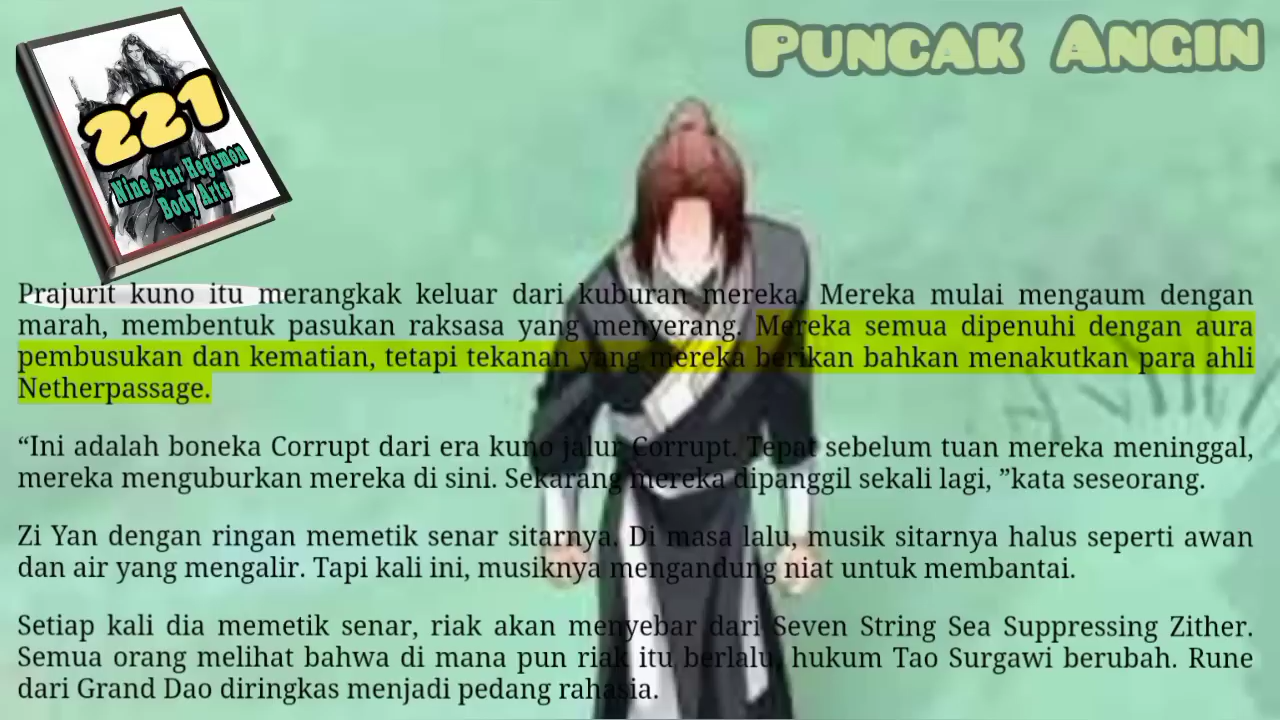 PUNCAK ANGIN
221
Nine Star Hegemon
Body Arts
Prajurit kuno itu merangkak keluar dari kuburan mereka. Mereka mulai mengaum dengan
marah, membentuk pasukan raksasa yang menyerang. Mereka semua dipenuhi dengan aura
pembusukan dan kematian, tetapi tekanan yang mereka berikan bahkan menakutkan para ahli
Netherpassage.
“Ini adalah boneka Corrupt dari era kuno jalur Corrupt. Tepat sebelum tuan mereka meninggal,
mereka menguburkan mereka di sini. Sekarang mereka dipanggil sekali lagi, ”kata seseorang.
Zi Yan dengan ringan memetik senar sitarnya. Di masa lalu, musik sitarnya halus seperti awan
dan air yang mengalir. Tapi kali ini, musiknya mengandung niat untuk membantai.
Setiap kali dia memetik senar, riak akan menyebar dari Seven String Sea Suppressing Zither.
Semua orang melihat bahwa di mana pun riak itu berlalu, hukum Tao Surgawi berubah. Rune
dari Grand Dao diringkas menjadi pedang rahasia.